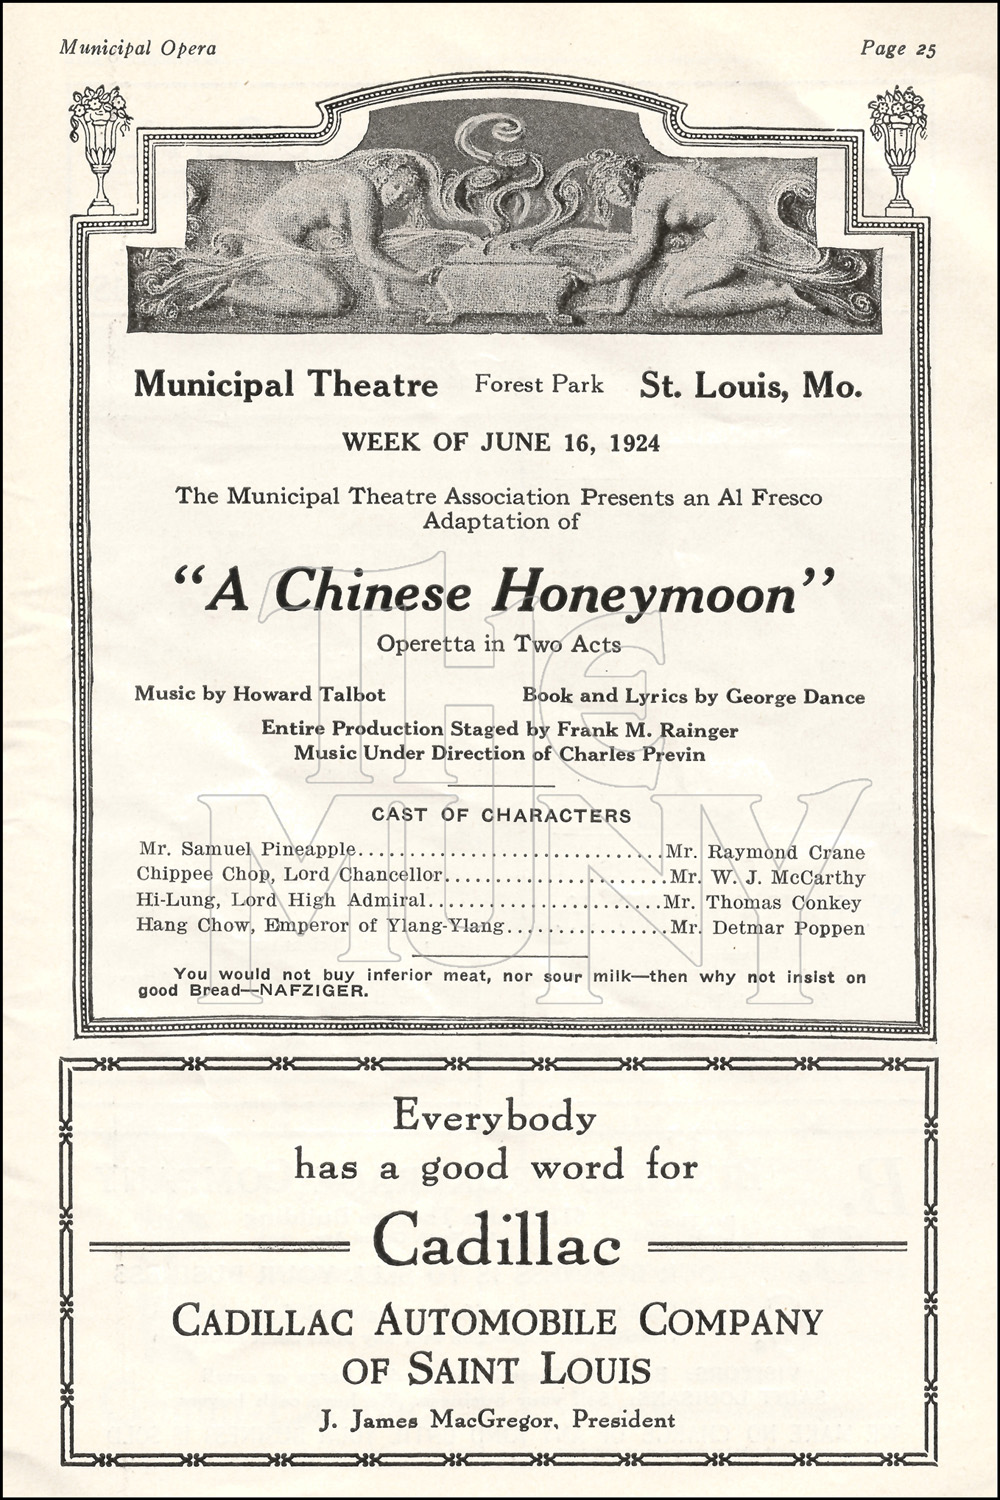 Municipal Opera
Page 25
Municipal Theatre Forest Park St. Louis, Mo.
WEEK OF JUNE 16, 1924
The Municipal Theatre Association Presents an Al Fresco
Adaptation of
“A Chinese Honeymoon”
Operetta in Two Acts
Music by Howard Talbot Book and Lyrics by George Dance
Entire Production Staged by Frank M. Rainger
Music Under Direction of Charles Previn
CAST OF CHARACTERS
Mr. Samuel Pineapple..............................Mr. Raymond Crane
Chippee Chop, Lord Chancellor......................Mr. W. J. McCarthy
Hi-Lung, Lord High Admiral.......................Mr. Thomas Conkey
Hang Chow, Emperor of Ylang-Ylang................Mr. Detmar Poppen
You would not buy inferior meat, nor sour milk—then why not insist on
good Bread—NAFZIGER.
THE
MUNY
Everybody
has a good word for
Cadillac
CADILLAC AUTOMOBILE COMPANY
OF SAINT LOUIS
J. James MacGregor, President